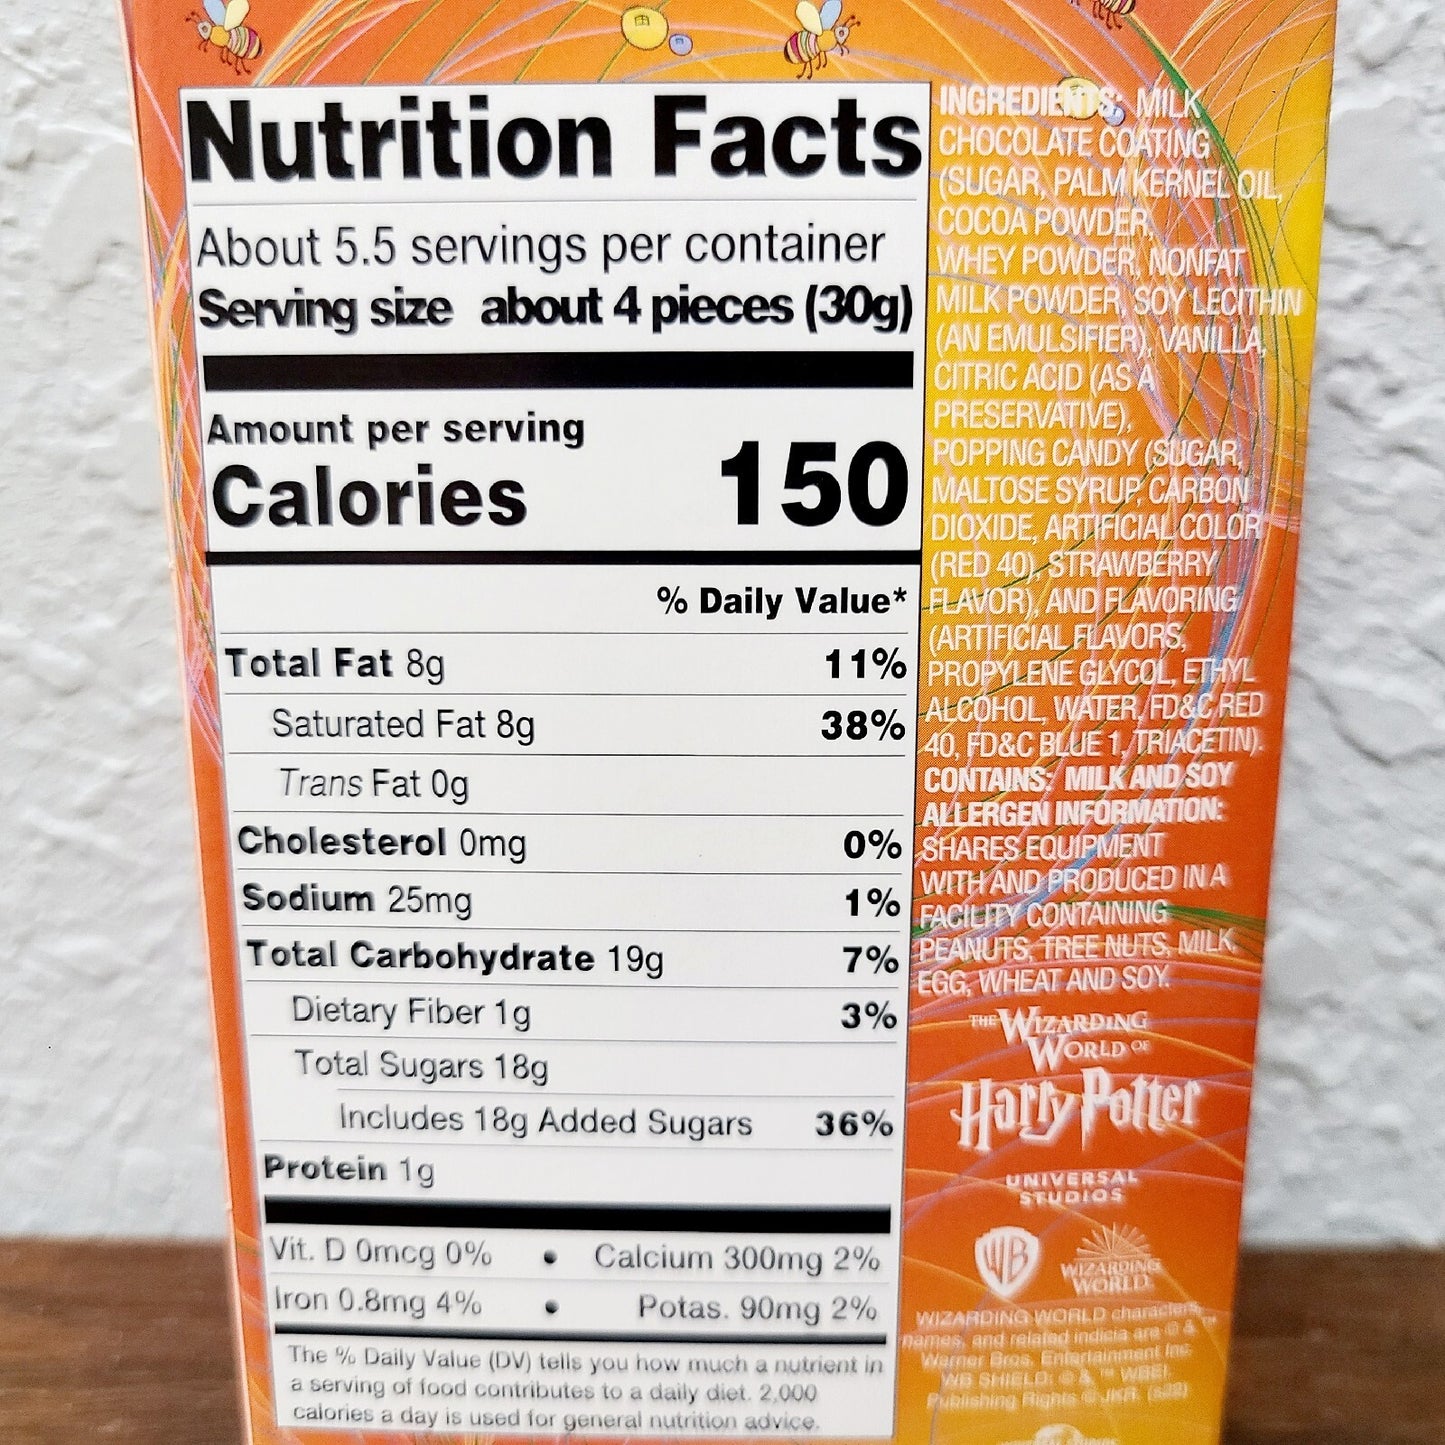 Nutrition Facts
About 5.5 servings per container
Serving size about 4 pieces (30g)
Amount per serving
Calories 150
% Daily Value*
Total Fat 8g 11%
Saturated Fat 8g 38%
Trans Fat 0g
Cholesterol 0mg 0%
Sodium 25mg 1%
Total Carbohydrate 19g 7%
Dietary Fiber 1g 3%
Total Sugars 18g
Includes 18g Added Sugars 36%
Protein 1g
Vit. D 0mcg 0% • Calcium 300mg 2%
Iron 0.8mg 4% • Potas. 90mg 2%
The % Daily Value (DV) tells you how much a nutrient in
a serving of food contributes to a daily diet. 2,000
calories a day is used for general nutrition advice.
INGREDIENTS: MILK
CHOCOLATE COATING
(SUGAR, PALM KERNEL OIL,
COCOA POWDER,
WHEY POWDER, NONFAT
MILK POWDER, SOY LECITHIN
(AN EMULSIFIER), VANILLA,
CITRIC ACID (AS A
PRESERVATIVE),
POPPING CANDY (SUGAR,
MALTOSE SYRUP, CARBON
DIOXIDE, ARTIFICIAL COLOR
(RED 40), STRAWBERRY
FLAVOR), AND FLAVORING
(ARTIFICIAL FLAVORS,
PROPYLENE GLYCOL, ETHYL
ALCOHOL, WATER, FD&C RED
40, FD&C BLUE 1, TRIACETIN).
CONTAINS: MILK AND SOY
ALLERGEN INFORMATION:
SHARES EQUIPMENT
WITH AND PRODUCED IN A
FACILITY CONTAINING
PEANUTS, TREE NUTS, MILK,
EGG, WHEAT AND SOY.
THE WIZARDING
WORLD OF
Harry Potter
UNIVERSAL
STUDIOS
WB
WIZARDING
WORLD
WIZARDING WORLD characters,
names, and related indicia are © & ™
Warner Bros. Entertainment Inc.
WB SHIELD: © & ™ WBEI.
Publishing Rights © JKR.